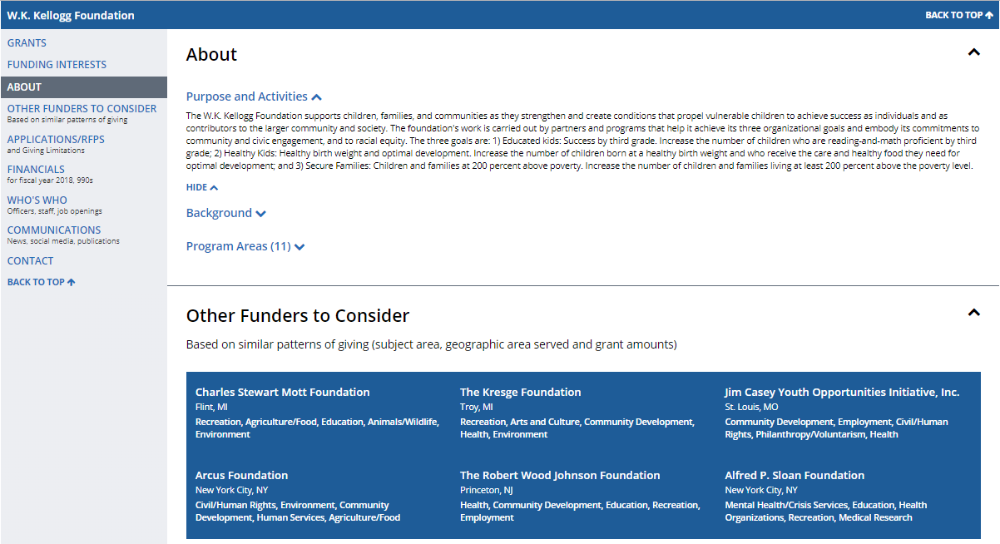 W.K. Kellogg Foundation
BACK TO TOP
GRANTS
FUNDING INTERESTS
ABOUT
OTHER FUNDERS TO CONSIDER
Based on similar patterns of giving
APPLICATIONS/RFPS
and Giving Limitations
FINANCIALS
for fiscal year 2018, 990s
WHO'S WHO
Officers, staff, job openings
COMMUNICATIONS
News, social media, publications
CONTACT
BACK TO TOP
About
Purpose and Activities
The W.K. Kellogg Foundation supports children, families, and communities as they strengthen and create conditions that propel vulnerable children to achieve success as individuals and as
contributors to the larger community and society. The foundation's work is carried out by partners and programs that help it achieve its three organizational goals and embody its commitments to
community and civic engagement, and to racial equity. The three goals are: 1) Educated kids: Success by third grade. Increase the number of children who are reading-and-math proficient by third
grade; 2) Healthy Kids: Healthy birth weight and optimal development. Increase the number of children born at a healthy birth weight and who receive the care and healthy food they need for
optimal development; and 3) Secure Families: Children and families at 200 percent above poverty. Increase the number of children and families living at least 200 percent above the poverty level.
HIDE
Background
Program Areas (11)
Other Funders to Consider
Based on similar patterns of giving (subject area, geographic area served and grant amounts)
Charles Stewart Mott Foundation
Flint, MI
Recreation, Agriculture/Food, Education, Animals/Wildlife,
Environment
The Kresge Foundation
Troy, MI
Recreation, Arts and Culture, Community Development,
Health, Environment
Jim Casey Youth Opportunities Initiative, Inc.
St. Louis, MO
Community Development, Employment, Civil/Human
Rights, Philanthropy/Voluntarism, Health
Arcus Foundation
New York City, NY
Civil/Human Rights, Environment, Community
Development, Human Services, Agriculture/Food
The Robert Wood Johnson Foundation
Princeton, NJ
Health, Community Development, Education, Recreation,
Employment
Alfred P. Sloan Foundation
New York City, NY
Mental Health/Crisis Services, Education, Health
Organizations, Recreation, Medical Research